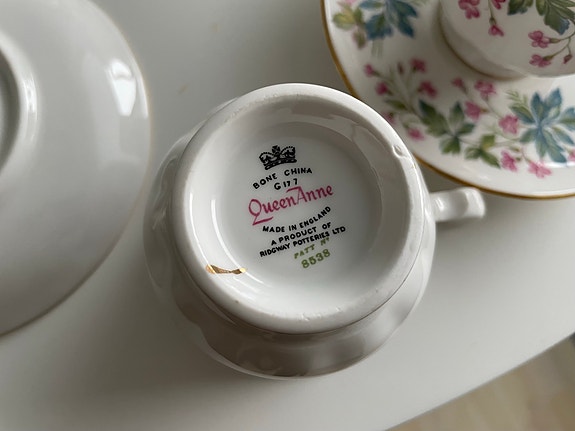 BONE CHINA
G177
Queen Anne
MADE IN ENGLAND
A PRODUCT OF
RIDGWAY POTTERIES LTD
PATT Nº
8538